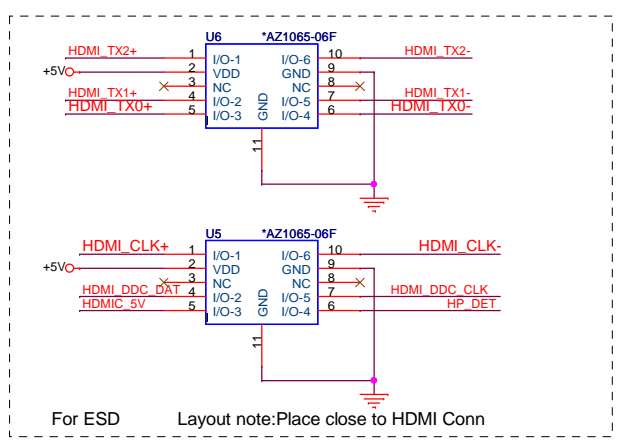 U6 *AZ1065-06F
HDMI_TX2+ 1 I/O-1 I/O-6 10 HDMI_TX2-
+5V 2 VDD GND 9
3 NC NC 8
HDMI_TX1+ 4 I/O-2 I/O-5 7 HDMI_TX1-
HDMI_TX0+ 5 I/O-3 I/O-4 6 HDMI_TX0-
GND
11
U5 *AZ1065-06F
HDMI_CLK+ 1 I/O-1 I/O-6 10 HDMI_CLK-
+5V 2 VDD GND 9
3 NC NC 8
HDMI_DDC_DAT 4 I/O-2 I/O-5 7 HDMI_DDC_CLK
HDMIC_5V 5 I/O-3 I/O-4 6 HP_DET
GND
11
For ESD Layout note:Place close to HDMI Conn